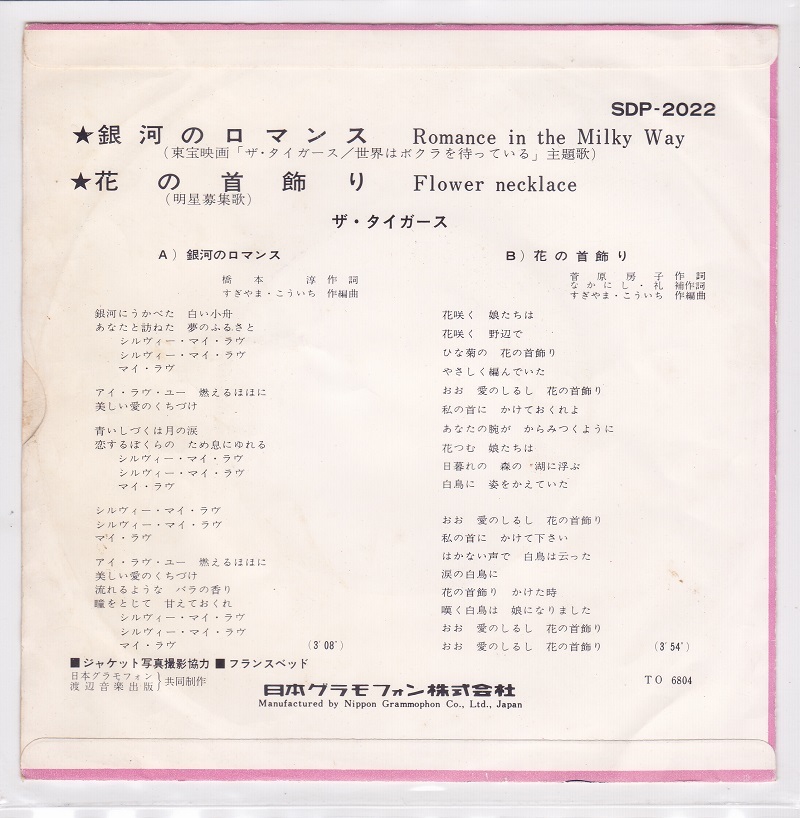 SDP-2022
★銀河のロマンス Romance in the Milky Way
(東宝映画「ザ・タイガース/世界はボクラを待っている」主題歌)
★花の首飾り Flower necklace
(明星募集歌)
ザ・タイガース
A) 銀河のロマンス
橋本 淳 作詞
すぎやま・こういち 作編曲
銀河にうかべた 白い小舟
あなたと訪ねた 夢のふるさと
シルヴィー・マイ・ラヴ
シルヴィー・マイ・ラヴ
マイ・ラヴ
アイ・ラヴ・ユー 燃えるほほに
美しい愛のくちづけ
青いしづくは月の涙
恋するぼくらの ため息にゆれる
シルヴィー・マイ・ラヴ
シルヴィー・マイ・ラヴ
マイ・ラヴ
シルヴィー・マイ・ラヴ
シルヴィー・マイ・ラヴ
マイ・ラヴ
アイ・ラヴ・ユー 燃えるほほに
美しい愛のくちづけ
流れるような バラの香り
瞳をとじて 甘えておくれ
シルヴィー・マイ・ラヴ
シルヴィー・マイ・ラヴ
マイ・ラヴ (3′08″)
B) 花の首飾り
菅原房子 作詞
なかにし・礼 補作詞
すぎやま・こういち 作編曲
花咲く 娘たちは
花咲く 野辺で
ひな菊の 花の首飾り
やさしく編んでいた
おお 愛のしるし 花の首飾り
私の首に かけておくれよ
あなたの腕が からみつくように
花つむ 娘たちは
日暮れの 森の 湖に浮ぶ
白鳥に 姿をかえていた
おお 愛のしるし 花の首飾り
私の首に かけて下さい
はかない声で 白鳥は云った
涙の白鳥に
花の首飾り かけた時
嘆く白鳥は 娘になりました
おお 愛のしるし 花の首飾り
おお 愛のしるし 花の首飾り (3′54″)
■ジャケット写真撮影協力 ■フランスベッド
日本グラモフォン
渡辺音楽出版 }共同制作
日本グラモフォン株式会社
Manufactured by Nippon Grammophon Co., Ltd., Japan
TO 6804